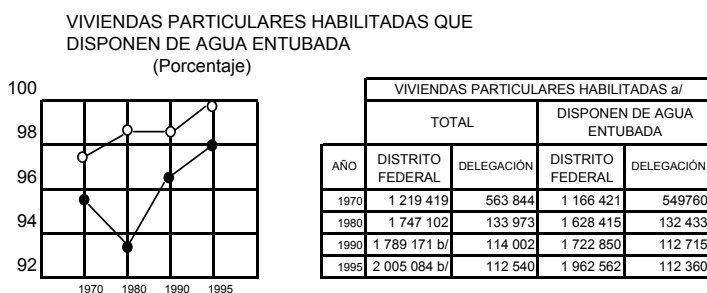 VIVIENDAS PARTICULARES HABILITADAS QUE
DISPONEN DE AGUA ENTUBADA
(Porcentaje)
100
98
96
94
92
1970 1980 1990 1995
VIVIENDAS PARTICULARES HABILITADAS a/
TOTAL DISPONEN DE AGUA
ENTUBADA
AÑO DISTRITO FEDERAL DELEGACIÓN DISTRITO FEDERAL DELEGACIÓN
1970 1 219 419 563 844 1 166 421 549760
1980 1 747 102 133 973 1 628 415 132 433
1990 1 789 171 b/ 114 002 1 722 850 112 715
1995 2 005 084 b/ 112 540 1 962 562 112 360